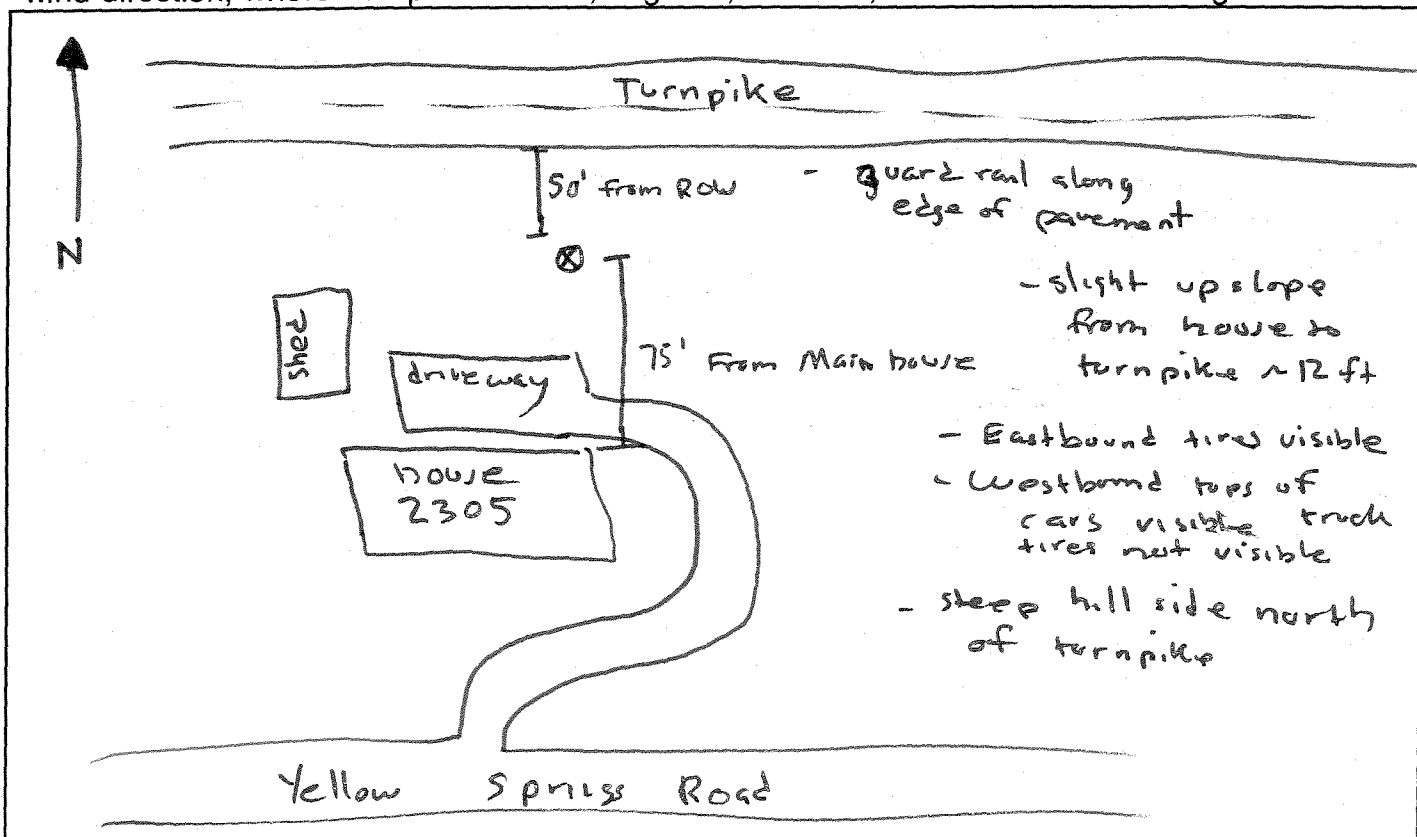 Turnpike
50' from ROW
- guard rail along
edge of pavement
N
- slight upslope
from house to
turnpike ~ 12 ft
shed
driveway
75' From Main house
- Eastbound tires visible
- Westbound tops of
cars visible truck
tires not visible
house
2305
- steep hill side north
of turnpike
Yellow Springs Road